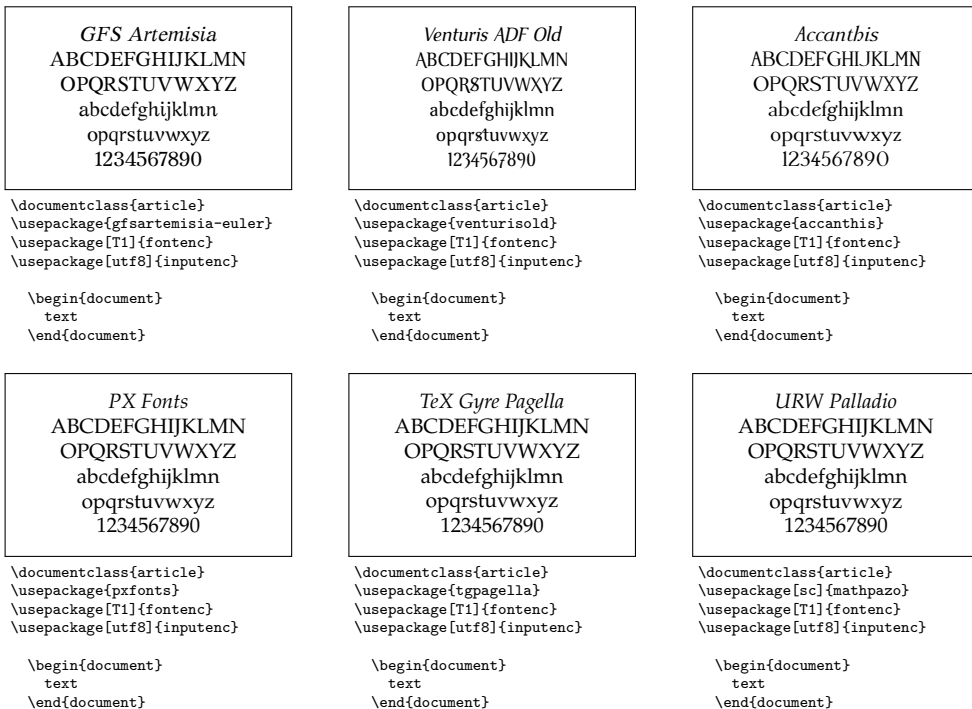 GFS Artemisia
ABCDEFGHIJKLMN
OPQRSTUVWXYZ
abcdefghijklmn
opqrstuvwxyz
1234567890
\documentclass{article}
\usepackage{gfsartemisia-euler}
\usepackage[T1]{fontenc}
\usepackage[utf8]{inputenc}
\begin{document}
text
\end{document}
Venturis ADF Old
ABCDEFGHIJKLMN
OPQRSTUVWXYZ
abcdefghijklmn
opqrstuvwxyz
1234567890
\documentclass{article}
\usepackage{venturisold}
\usepackage[T1]{fontenc}
\usepackage[utf8]{inputenc}
\begin{document}
text
\end{document}
Accanthis
ABCDEFGHIJKLMN
OPQRSTUVWXYZ
abcdefghijklmn
opqrstuvwxyz
1234567890
\documentclass{article}
\usepackage{accanthis}
\usepackage[T1]{fontenc}
\usepackage[utf8]{inputenc}
\begin{document}
text
\end{document}
PX Fonts
ABCDEFGHIJKLMN
OPQRSTUVWXYZ
abcdefghijklmn
opqrstuvwxyz
1234567890
\documentclass{article}
\usepackage{pxfonts}
\usepackage[T1]{fontenc}
\usepackage[utf8]{inputenc}
\begin{document}
text
\end{document}
TeX Gyre Pagella
ABCDEFGHIJKLMN
OPQRSTUVWXYZ
abcdefghijklmn
opqrstuvwxyz
1234567890
\documentclass{article}
\usepackage{tgpagella}
\usepackage[T1]{fontenc}
\usepackage[utf8]{inputenc}
\begin{document}
text
\end{document}
URW Palladio
ABCDEFGHIJKLMN
OPQRSTUVWXYZ
abcdefghijklmn
opqrstuvwxyz
1234567890
\documentclass{article}
\usepackage[sc]{mathpazo}
\usepackage[T1]{fontenc}
\usepackage[utf8]{inputenc}
\begin{document}
text
\end{document}